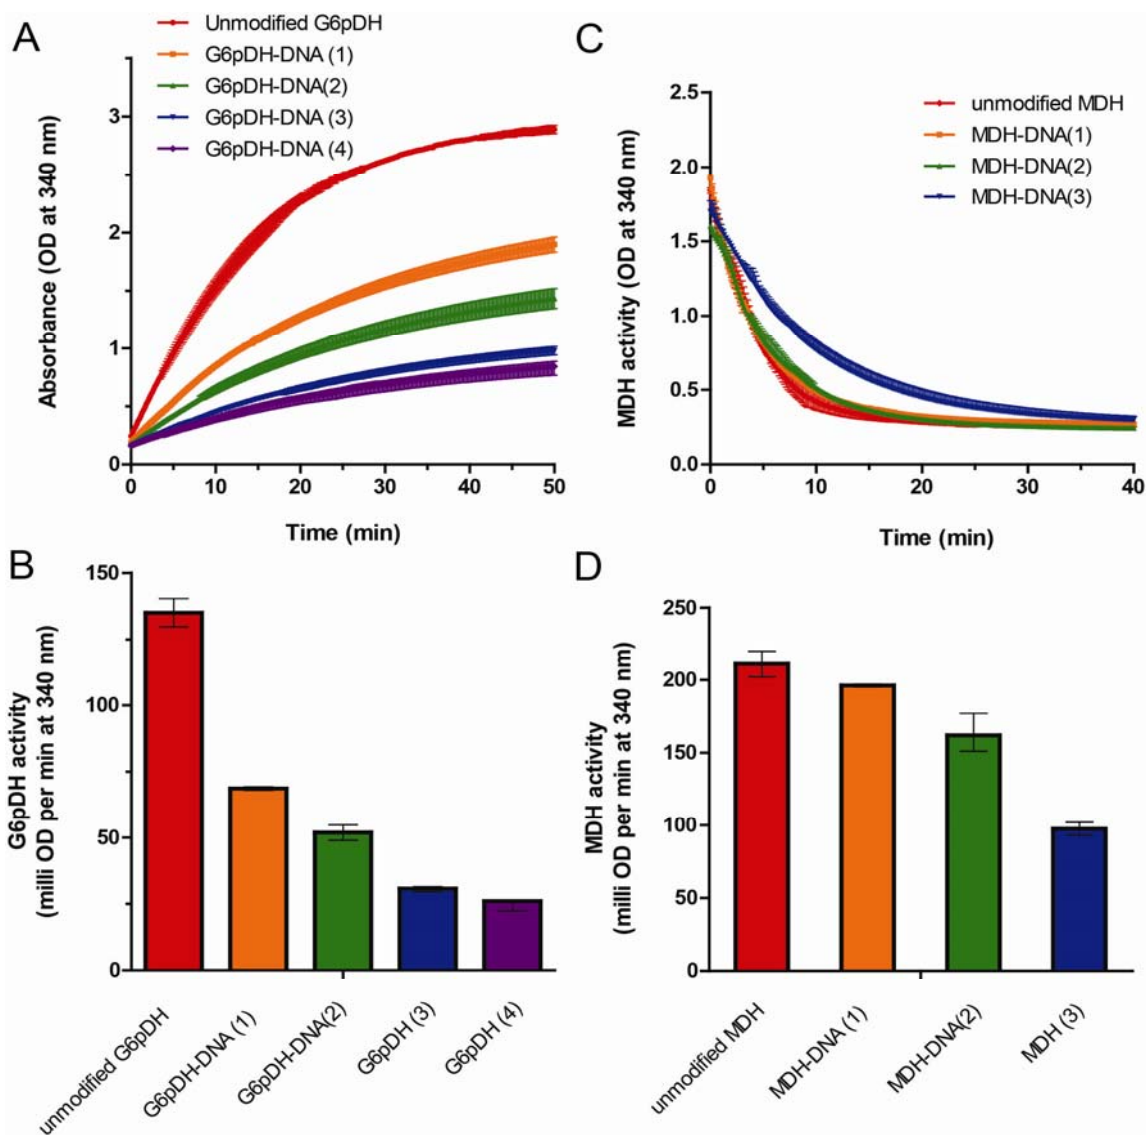 A
Unmodified G6pDH
G6pDH-DNA (1)
G6pDH-DNA(2)
G6pDH-DNA (3)
G6pDH-DNA (4)
Absorbance (OD at 340 nm)
3
2
1
0
0 10 20 30 40 50
Time (min)
C
unmodified MDH
MDH-DNA(1)
MDH-DNA(2)
MDH-DNA(3)
MDH activity (OD at 340 nm)
2.5
2.0
1.5
1.0
0.5
0.0
0 10 20 30 40
Time (min)
B
G6pDH activity
(milli OD per min at 340 nm)
150
100
50
0
unmodified G6pDH
G6pDH-DNA (1)
G6pDH-DNA(2)
G6pDH (3)
G6pDH (4)
D
MDH activity
(milli OD per min at 340 nm)
250
200
150
100
50
0
unmodified MDH
MDH-DNA (1)
MDH-DNA(2)
MDH (3)